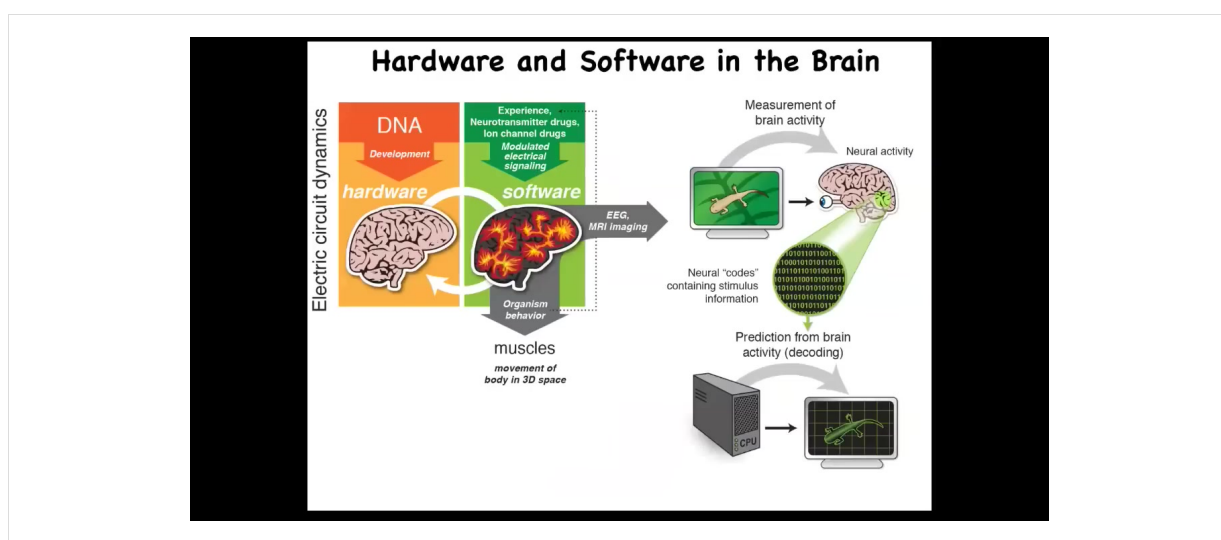 Hardware and Software in the Brain
Electric circuit dynamics
DNA
Development
hardware
Experience,
Neurotransmitter drugs,
Ion channel drugs
Modulated
electrical
signaling
software
EEG,
MRI imaging
Organism
behavior
muscles
movement of
body in 3D space
Measurement of
brain activity
Neural activity
Neural "codes"
containing stimulus
information
Prediction from brain
activity (decoding)
CPU